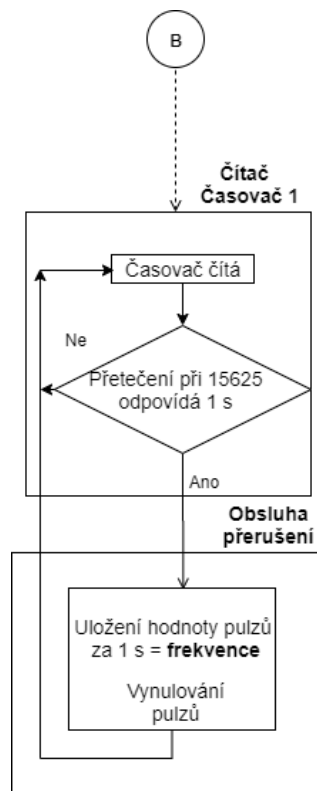 B
Čítač
Časovač 1
Časovač čítá
Ne
Přetečení při 15625
odpovídá 1 s
Ano
Obsluha
přerušení
Uložení hodnoty pulzů
za 1 s = frekvence
Vynulování
pulzů